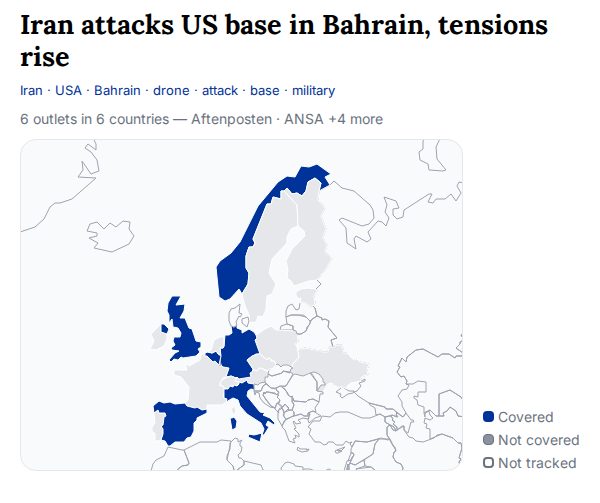 Iran attacks US base in Bahrain, tensions
rise
Iran · USA · Bahrain · drone · attack · base · military
6 outlets in 6 countries — Aftenposten · ANSA +4 more
Covered
Not covered
Not tracked